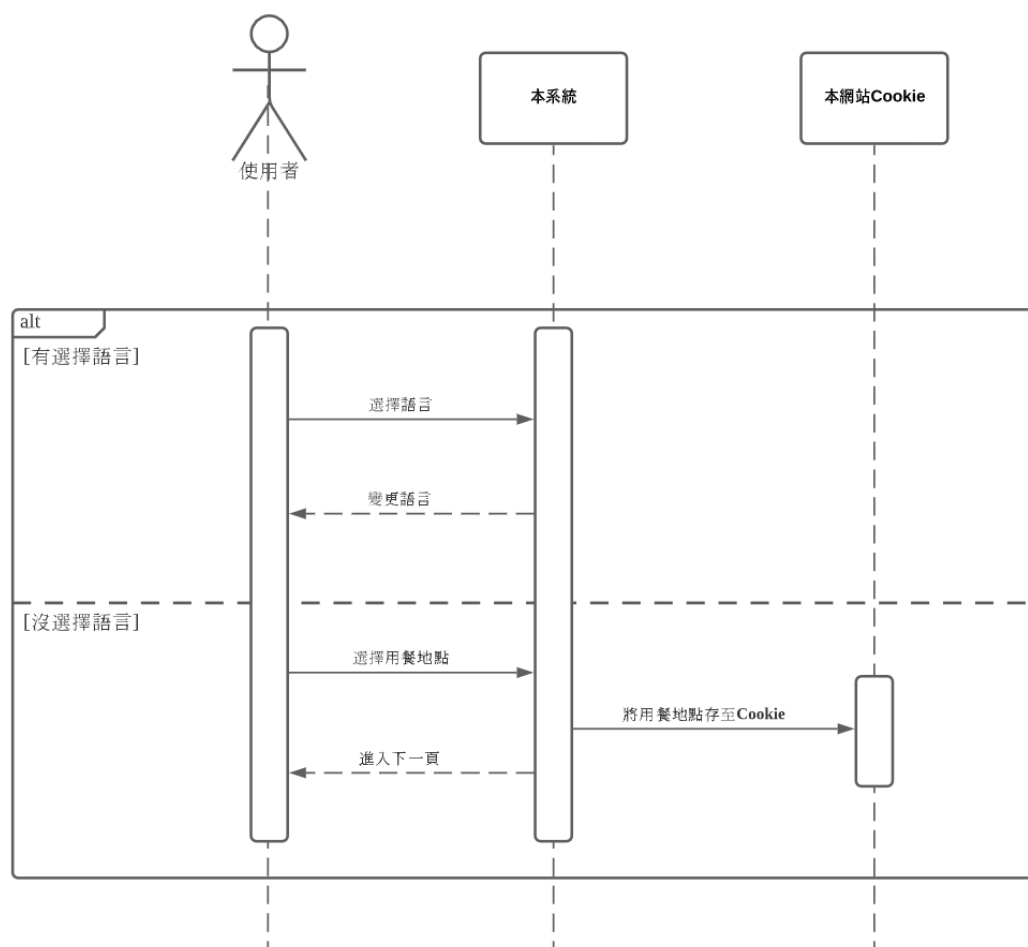 使用者
本系統
本網站Cookie
alt
[有選擇語言]
選擇語言
變更語言
[沒選擇語言]
選擇用餐地點
將用餐地點存至Cookie
進入下一頁